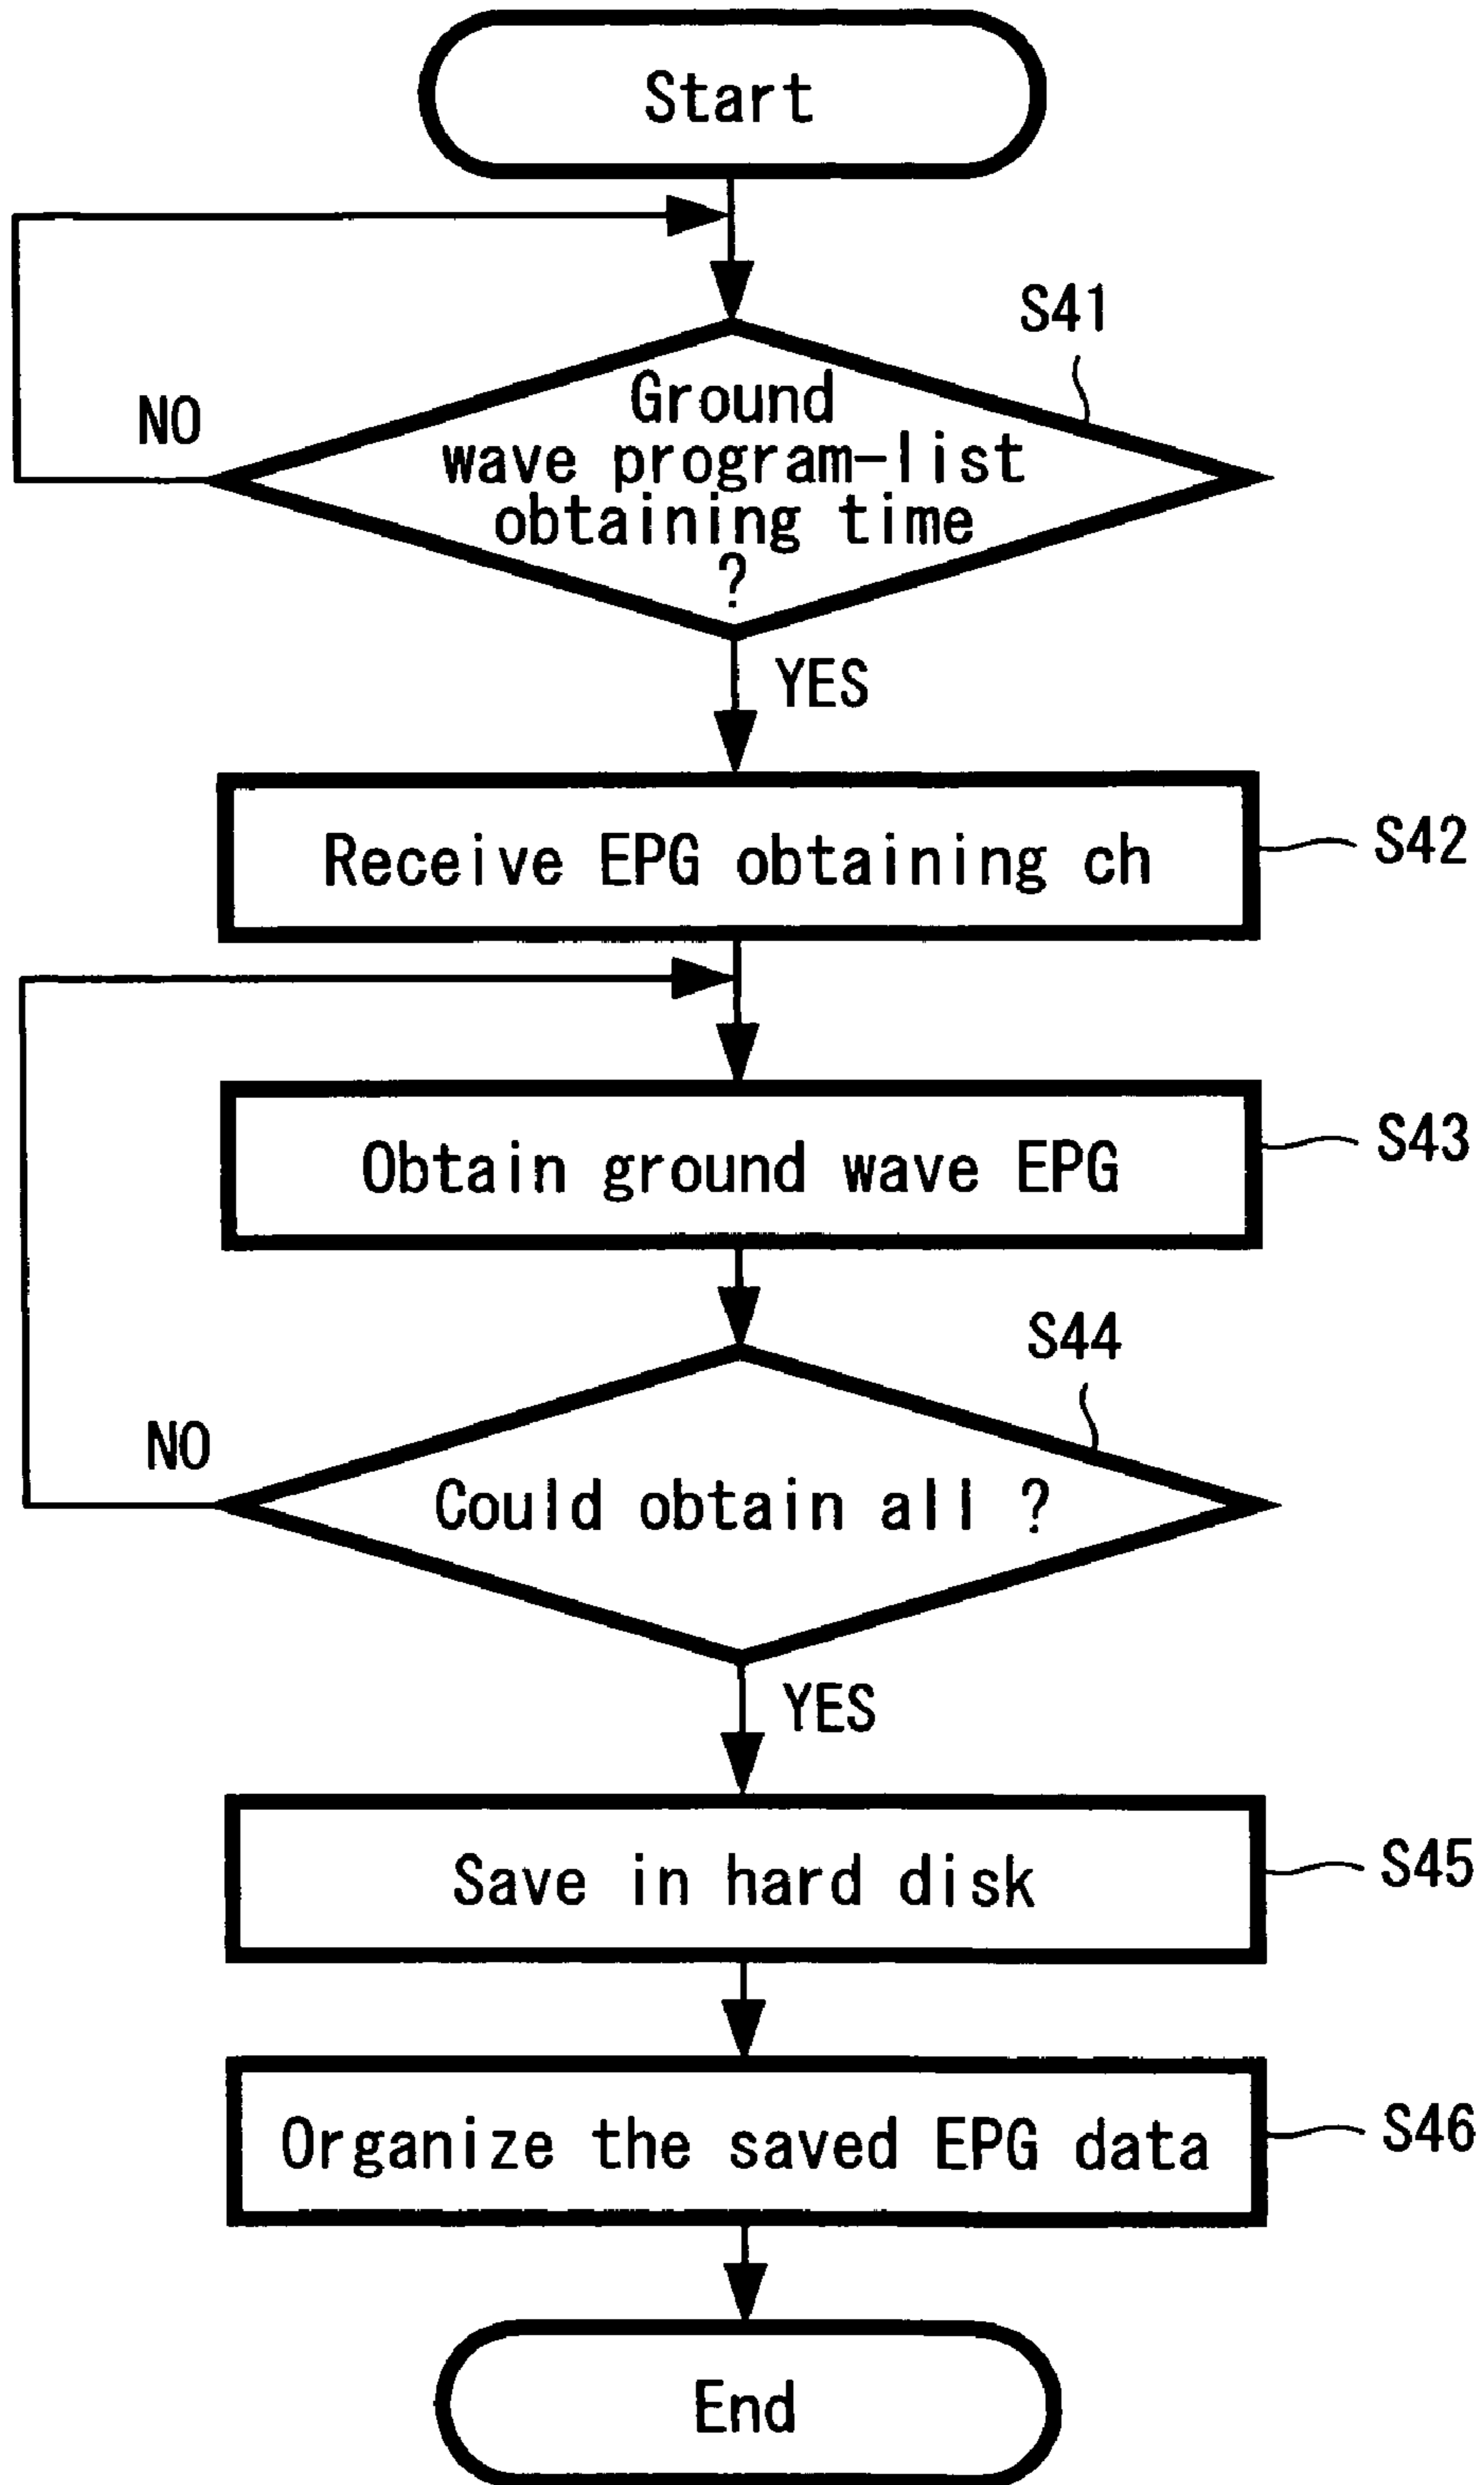 Start
S41
NO
Ground
wave program-list
obtaining time
?
YES
Receive EPG obtaining ch
S42
Obtain ground wave EPG
S43
S44
NO
Could obtain all ?
YES
Save in hard disk
S45
Organize the saved EPG data
S46
End